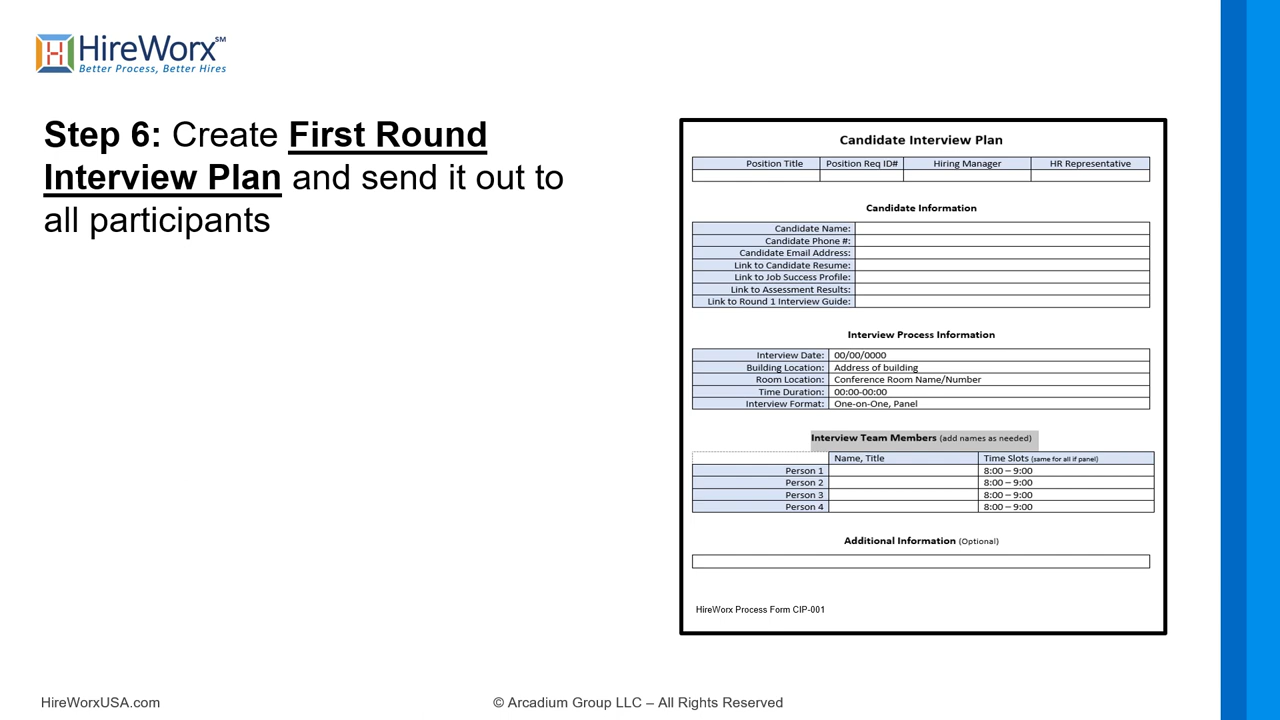 HireWorx℠
Better Process, Better Hires
Step 6: Create First Round
Interview Plan and send it out to
all participants
Candidate Interview Plan
Position Title Position Req ID# Hiring Manager HR Representative
Candidate Information
Candidate Name:
Candidate Phone #:
Candidate Email Address:
Link to Candidate Resume:
Link to Job Success Profile:
Link to Assessment Results:
Link to Round 1 Interview Guide:
Interview Process Information
Interview Date: 00/00/0000
Building Location: Address of building
Room Location: Conference Room Name/Number
Time Duration: 00:00-00:00
Interview Format: One-on-One, Panel
Interview Team Members (add names as needed)
Name, Title Time Slots (same for all if panel)
Person 1 8:00 – 9:00
Person 2 8:00 – 9:00
Person 3 8:00 – 9:00
Person 4 8:00 – 9:00
Additional Information (Optional)
HireWorx Process Form CIP-001
HireWorxUSA.com © Arcadium Group LLC – All Rights Reserved